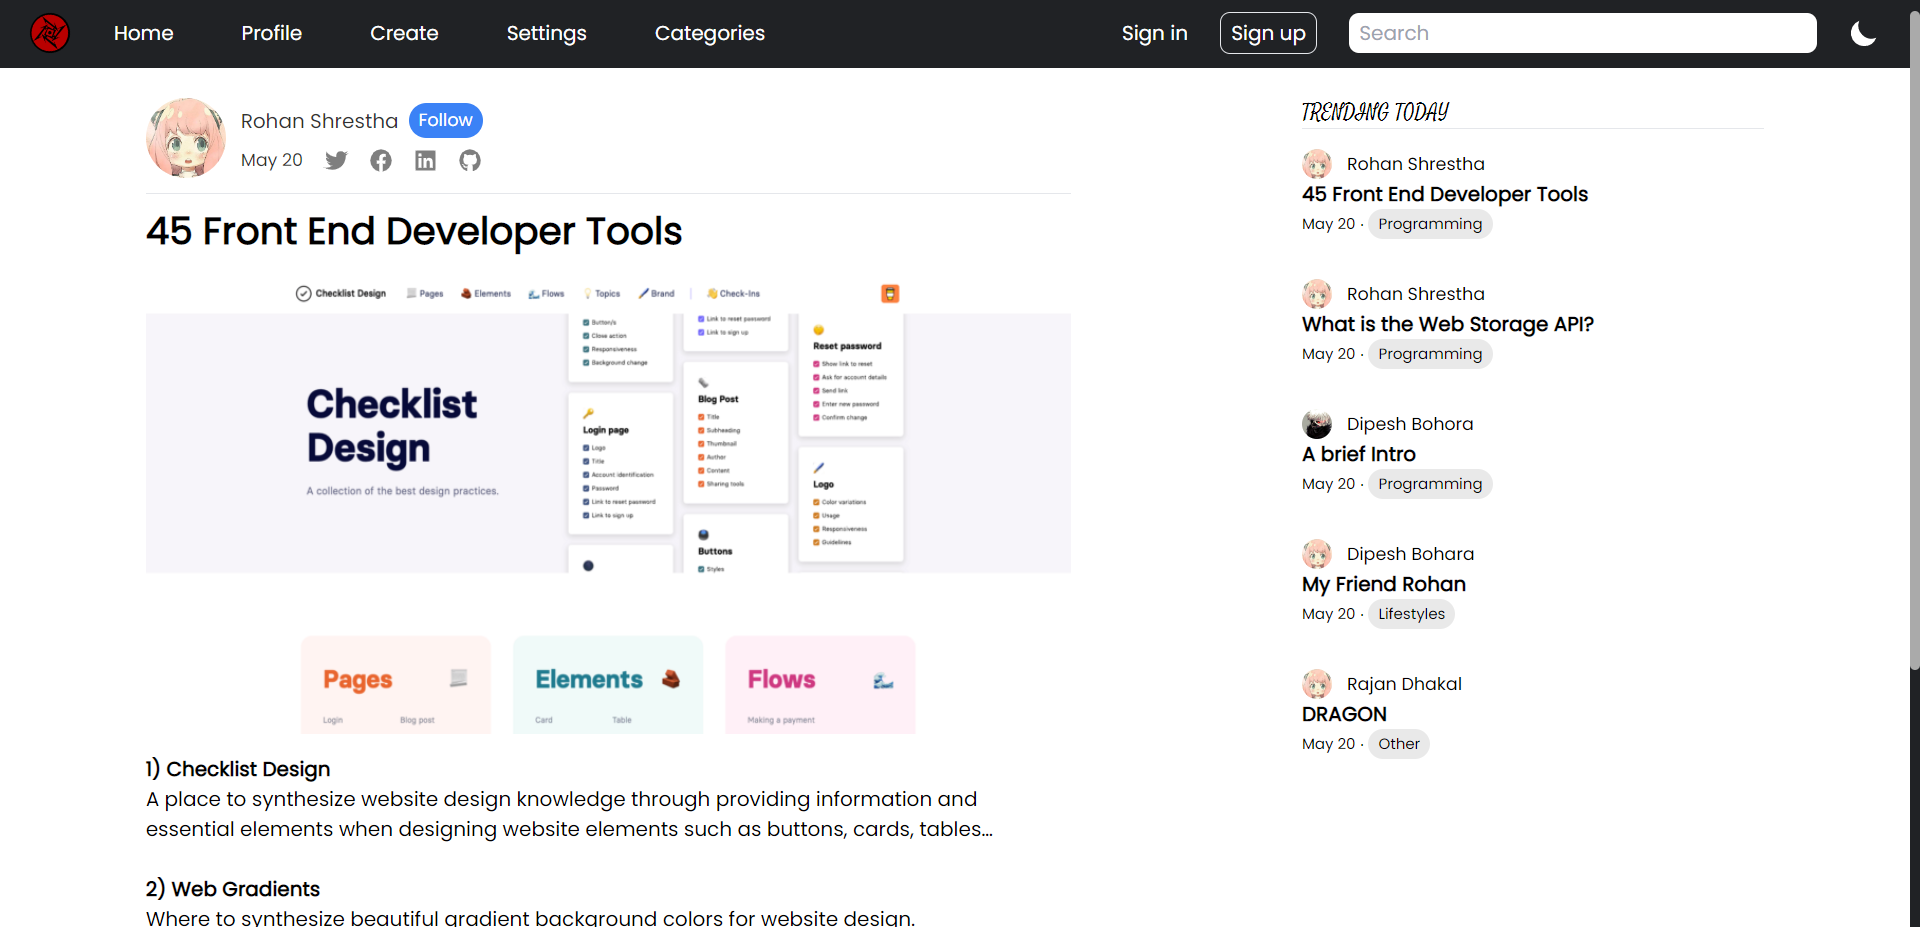 Home Profile Create Settings Categories Sign in Sign up Search
Rohan Shrestha Follow
May 20
45 Front End Developer Tools
Checklist Design Pages Elements Flows Topics Brand Check-Ins
Checklist
Design
A collection of the best design practices.
Button/s
Close action
Responsiveness
Background change
Login page
Logo
Title
Account identification
Password
Link to reset password
Link to sign up
Link to reset password
Link to sign up
Blog Post
Title
Subheading
Thumbnail
Author
Content
Sharing tools
Buttons
Styles
Reset password
Show link to reset
Ask for account details
Send link
Enter new password
Confirm change
Logo
Color variations
Usage
Responsiveness
Guidelines
Pages
Login Blog post
Elements
Card Table
Flows
Making a payment
1) Checklist Design
A place to synthesize website design knowledge through providing information and
essential elements when designing website elements such as buttons, cards, tables...
2) Web Gradients
Where to synthesize beautiful gradient background colors for website design.
TRENDING TODAY
Rohan Shrestha
45 Front End Developer Tools
May 20 · Programming
Rohan Shrestha
What is the Web Storage API?
May 20 · Programming
Dipesh Bohora
A brief Intro
May 20 · Programming
Dipesh Bohara
My Friend Rohan
May 20 · Lifestyles
Rajan Dhakal
DRAGON
May 20 · Other